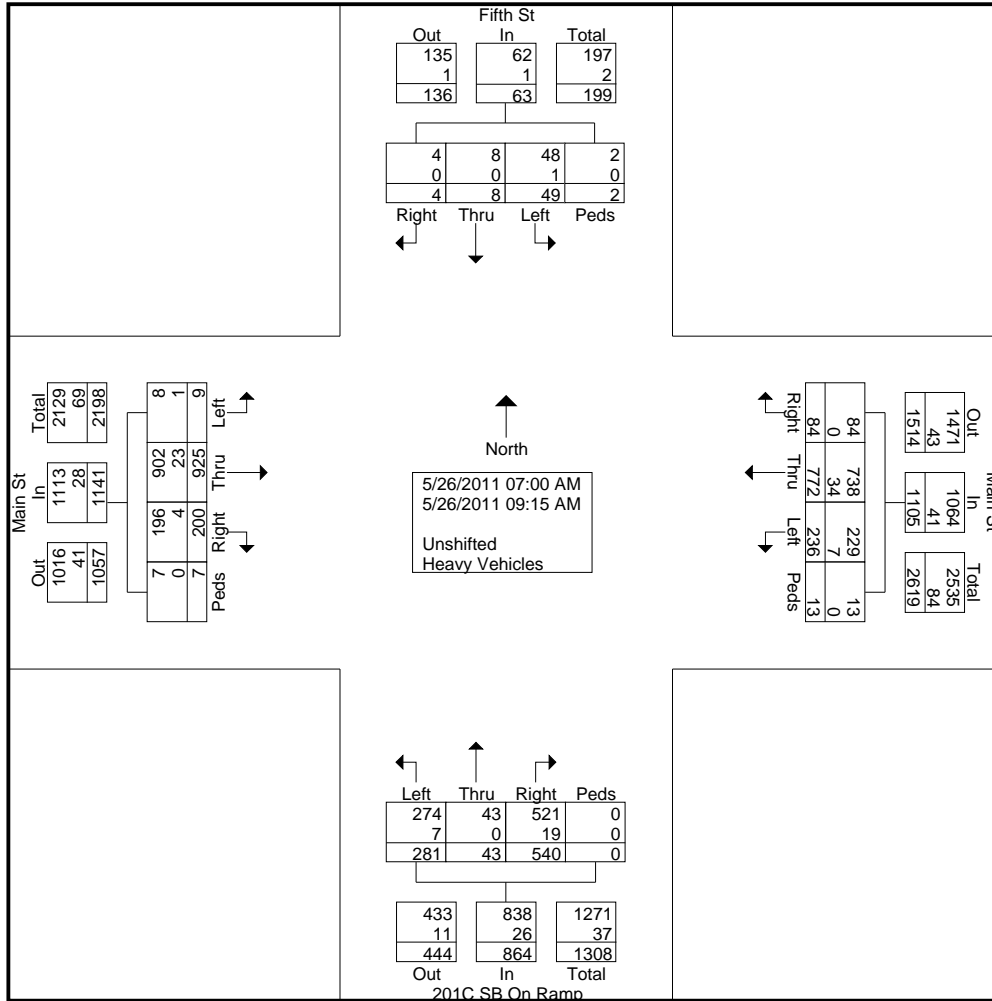 Fifth St
Out In Total
135 62 197
1 1 2
136 63 199
4 8 48 2
0 0 1 0
4 8 49 2
Right Thru Left Peds
Main St
Total In Out
2129 1113 1016
69 28 41
2198 1141 1057
8 902 196 7
1 23 4 0
9 925 200 7
Left Thru Right Peds
North
5/26/2011 07:00 AM
5/26/2011 09:15 AM
Unshifted
Heavy Vehicles
Right Thru Left Peds
84 772 236 13
0 34 7 0
84 738 229 13
1514 1105 2619
43 41 84
1471 1064 2535
Out In Total
Main St
Left Thru Right Peds
274 43 521 0
7 0 19 0
281 43 540 0
433 838 1271
11 26 37
444 864 1308
Out In Total
201C SB On Ramp